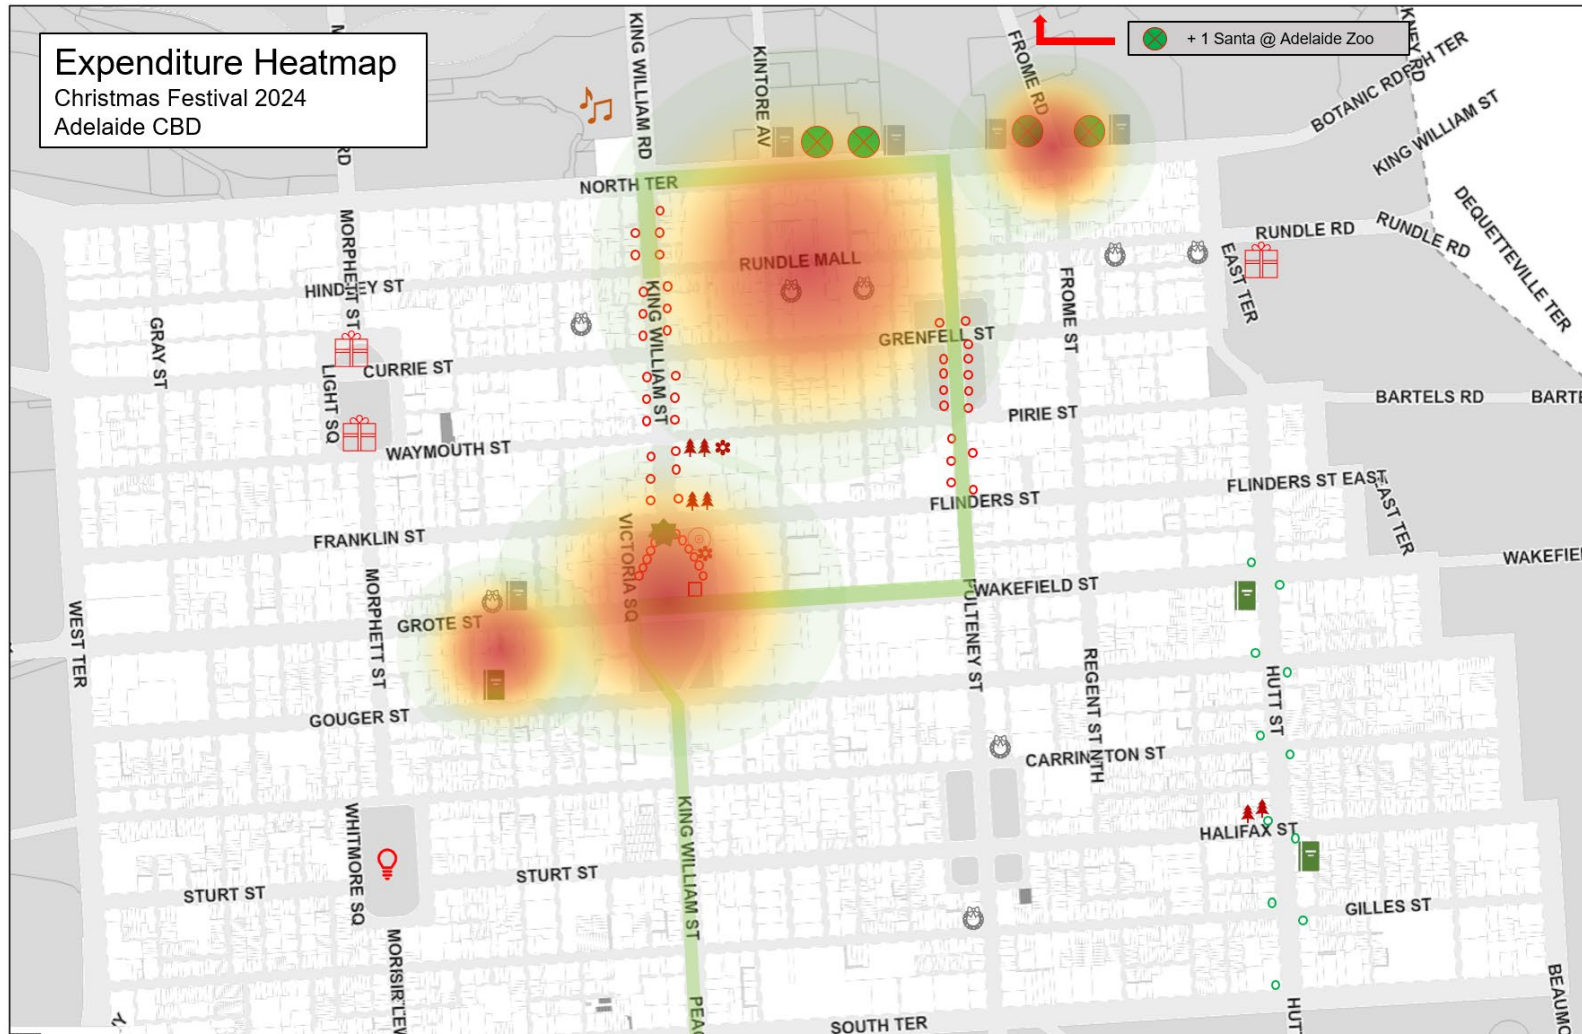 Expenditure Heatmap
Christmas Festival 2024
Adelaide CBD
+ 1 Santa @ Adelaide Zoo
KING WILLIAM RD
KINTORE AV
FROME RD
BOTANIC RD
KING WILLIAM ST
DEQUETTEVILLE TER
NORTH TER
RUNDLE RD
RUNDLE RD
EAST TER
MORPHETT ST
HINDLEY ST
RUNDLE MALL
FROME ST
GRAY ST
KING WILLIAM ST
GRENFELL ST
LIGHT SQ
CURRIE ST
PIRIE ST
BARTELS RD
WAYMOUTH ST
FLINDERS ST
FLINDERS ST EAST
EAST TER
FRANKLIN ST
VICTORIA SQ
WAKEFIELD ST
WAKEFIE
WEST TER
MORPHETT ST
GROTE ST
PULTENEY ST
REGENT ST NTH
HUTT ST
GOUGER ST
CARRINGTON ST
WHITMORE SQ
KING WILLIAM ST
HALIFAX ST
STURT ST
STURT ST
GILLES ST
PEAC
SOUTH TER
HUT
BEAUMO